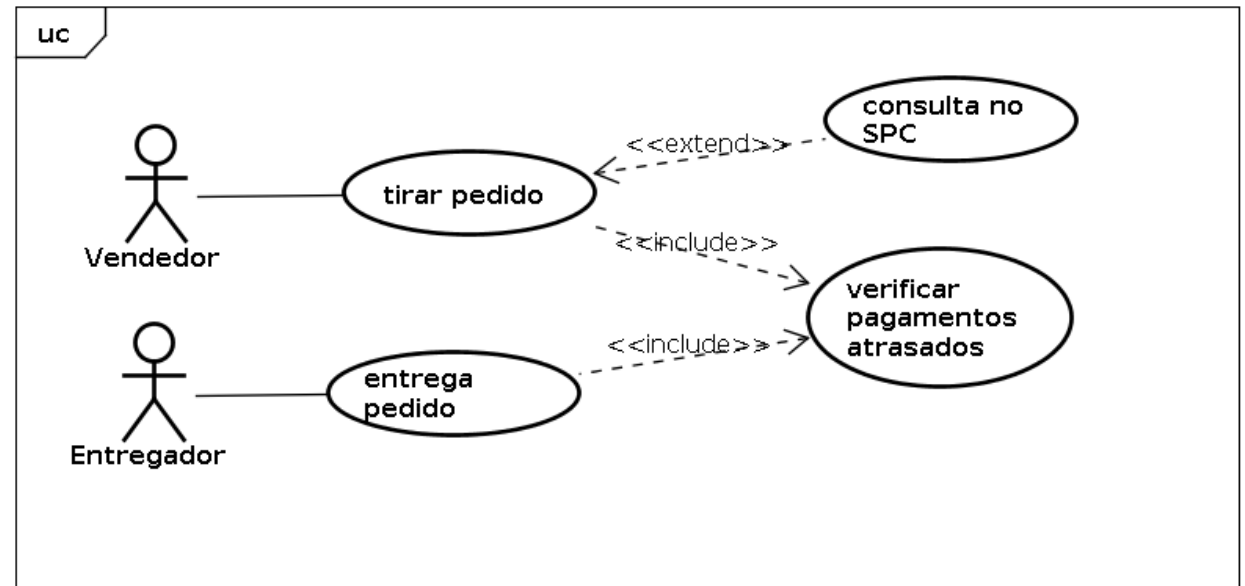 uc
consulta no
SPC
<<extend>>
tirar pedido
Vendedor
<<include>>
verificar
pagamentos
atrasados
<<include>>
entrega
pedido
Entregador